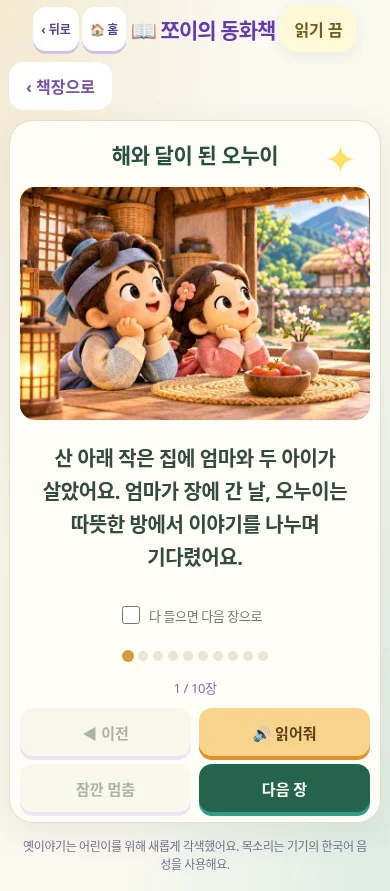 ‹ 뒤로
🏠 홈
📖 쪼이의 동화책
읽기 끔
‹ 책장으로
해와 달이 된 오누이
산 아래 작은 집에 엄마와 두 아이가
살았어요. 엄마가 장에 간 날, 오누이는
따뜻한 방에서 이야기를 나누며
기다렸어요.
다 들으면 다음 장으로
1 / 10장
◀ 이전
🔊 읽어줘
잠깐 멈춤
다음 장
옛이야기는 어린이를 위해 새롭게 각색했어요. 목소리는 기기의 한국어 음
성을 사용해요.